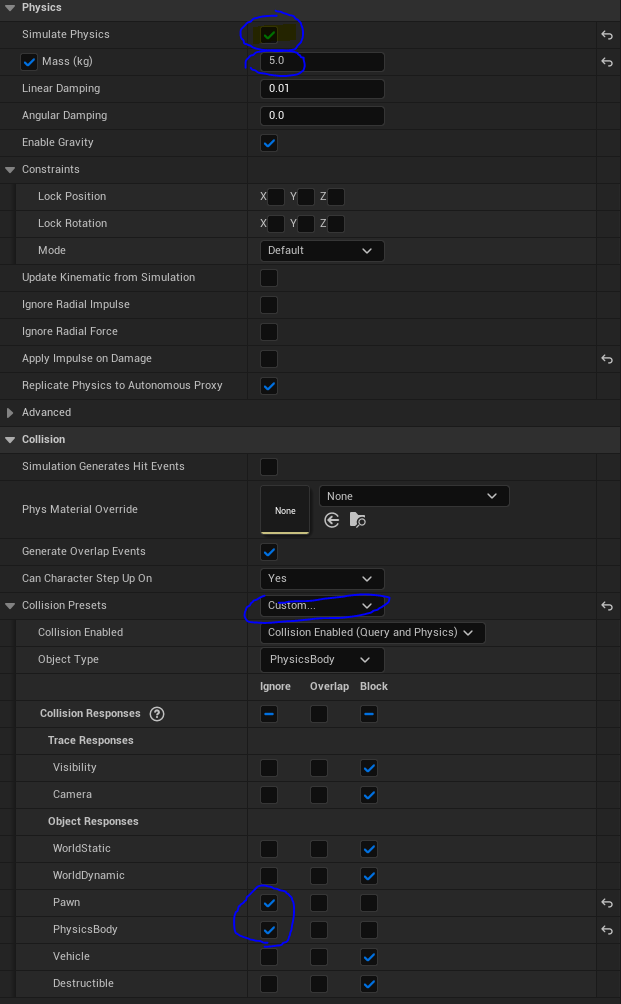 Physics
Simulate Physics
Mass (kg) 5.0
Linear Damping 0.01
Angular Damping 0.0
Enable Gravity
Constraints
Lock Position X Y Z
Lock Rotation X Y Z
Mode Default
Update Kinematic from Simulation
Ignore Radial Impulse
Ignore Radial Force
Apply Impulse on Damage
Replicate Physics to Autonomous Proxy
Advanced
Collision
Simulation Generates Hit Events
Phys Material Override None None
Generate Overlap Events
Can Character Step Up On Yes
Collision Presets Custom...
Collision Enabled Collision Enabled (Query and Physics)
Object Type PhysicsBody
Ignore Overlap Block
Collision Responses ?
Trace Responses
Visibility
Camera
Object Responses
WorldStatic
WorldDynamic
Pawn
PhysicsBody
Vehicle
Destructible